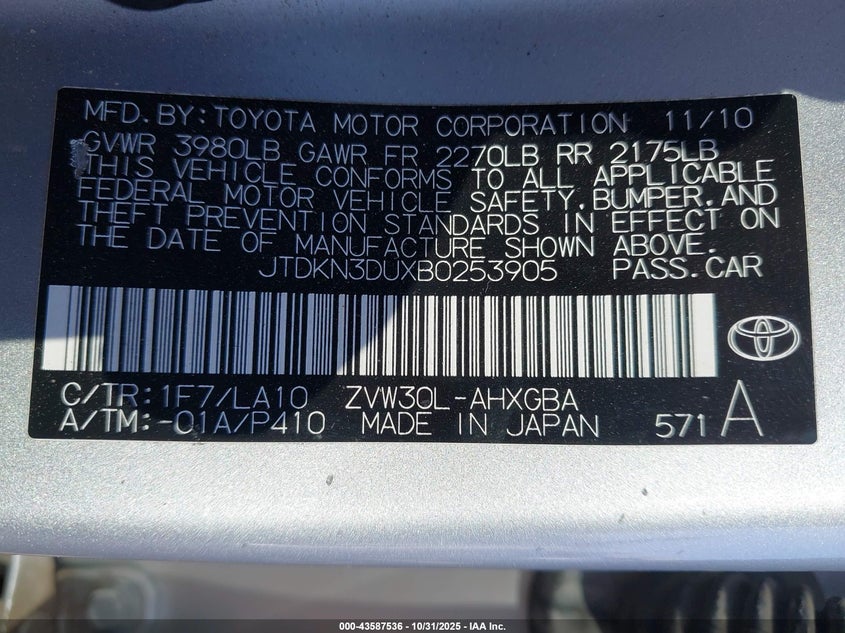 MFD. BY: TOYOTA MOTOR CORPORATION 11/10
GVWR 3980LB GAWR FR 2270LB RR 2175LB
THIS VEHICLE CONFORMS TO ALL APPLICABLE
FEDERAL MOTOR VEHICLE SAFETY, BUMPER, AND
THEFT PREVENTION STANDARDS IN EFFECT ON
THE DATE OF MANUFACTURE SHOWN ABOVE.
JTDKN3DUXB0253905 PASS. CAR
C/TR: 1F7/LA10 ZVW30L-AHXGBA
A/TM: -01A/P410 MADE IN JAPAN 571 A
000-43587536 - 10/31/2025 - IAA Inc.